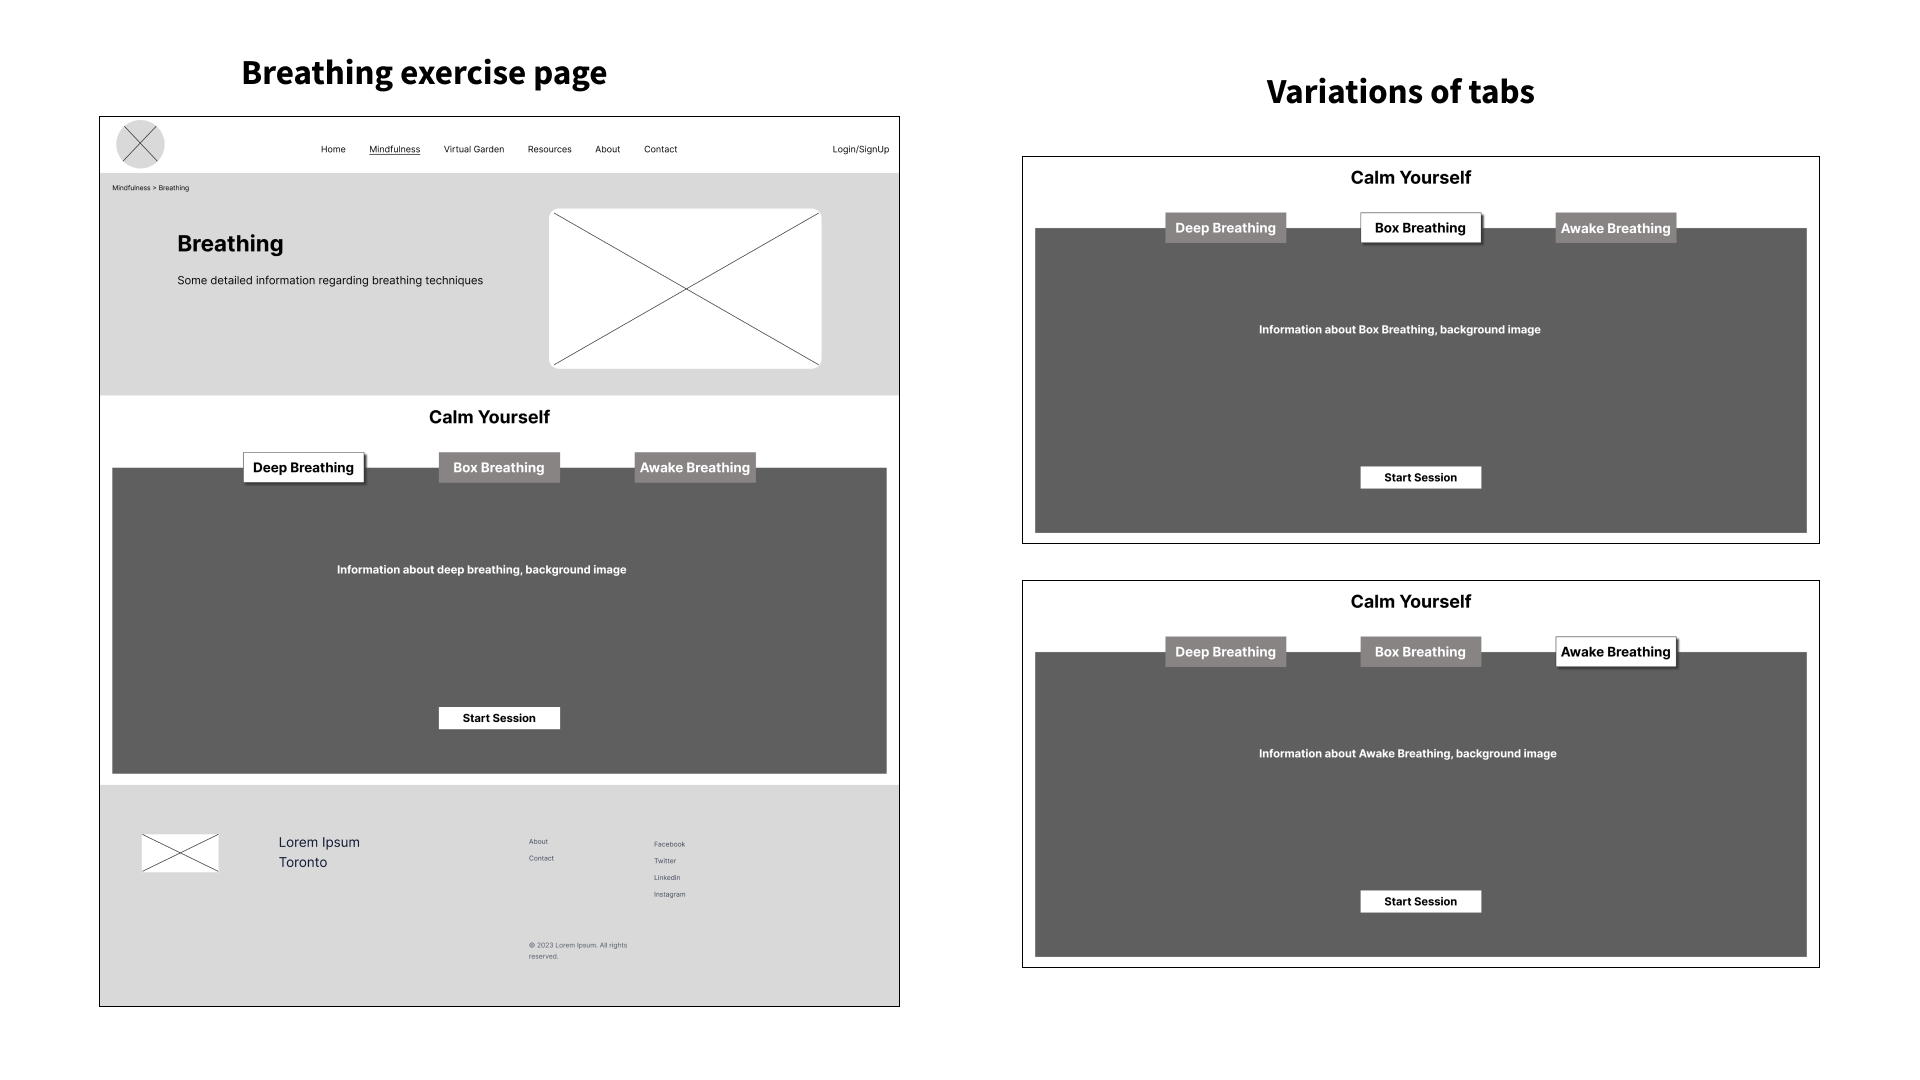 Breathing exercise page
Home Mindfulness Virtual Garden Resources About Contact Login/SignUp
Mindfulness > Breathing
Breathing
Some detailed information regarding breathing techniques
Calm Yourself
Deep Breathing Box Breathing Awake Breathing
Information about deep breathing, background image
Start Session
Lorem Ipsum
Toronto
About
Contact
Facebook
Twitter
Linkedin
Instagram
© 2023 Lorem Ipsum. All rights
reserved.
Variations of tabs
Calm Yourself
Deep Breathing Box Breathing Awake Breathing
Information about Box Breathing, background image
Start Session
Calm Yourself
Deep Breathing Box Breathing Awake Breathing
Information about Awake Breathing, background image
Start Session